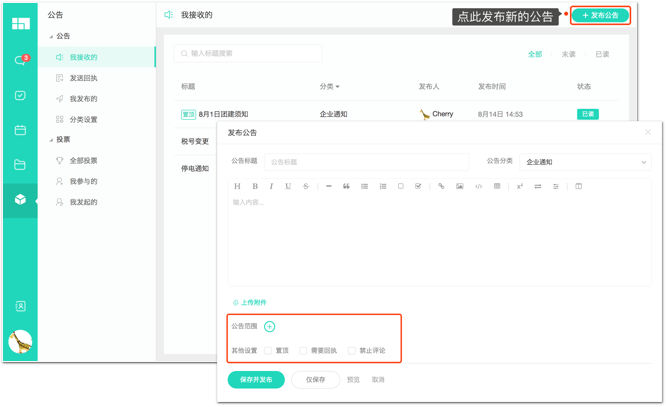 公告
我接收的
点此发布新的公告
+ 发布公告
公告
输入标题搜索
全部
未读
已读
3
我接收的
发送回执
标题
分类
发布人
发布时间
状态
我发布的
置顶
8月1日团建须知
企业通知
Cherry
8月14日 14:53
已读
分类设置
投票
税号变更
全部投票
停电通知
我参与的
我发起的
发布公告
公告标题
公告标题
公告分类
企业通知
H B I U S
输入内容...
上传附件
公告范围
其他设置
置顶
需要回执
禁止评论
保存并发布
仅保存
预览
取消